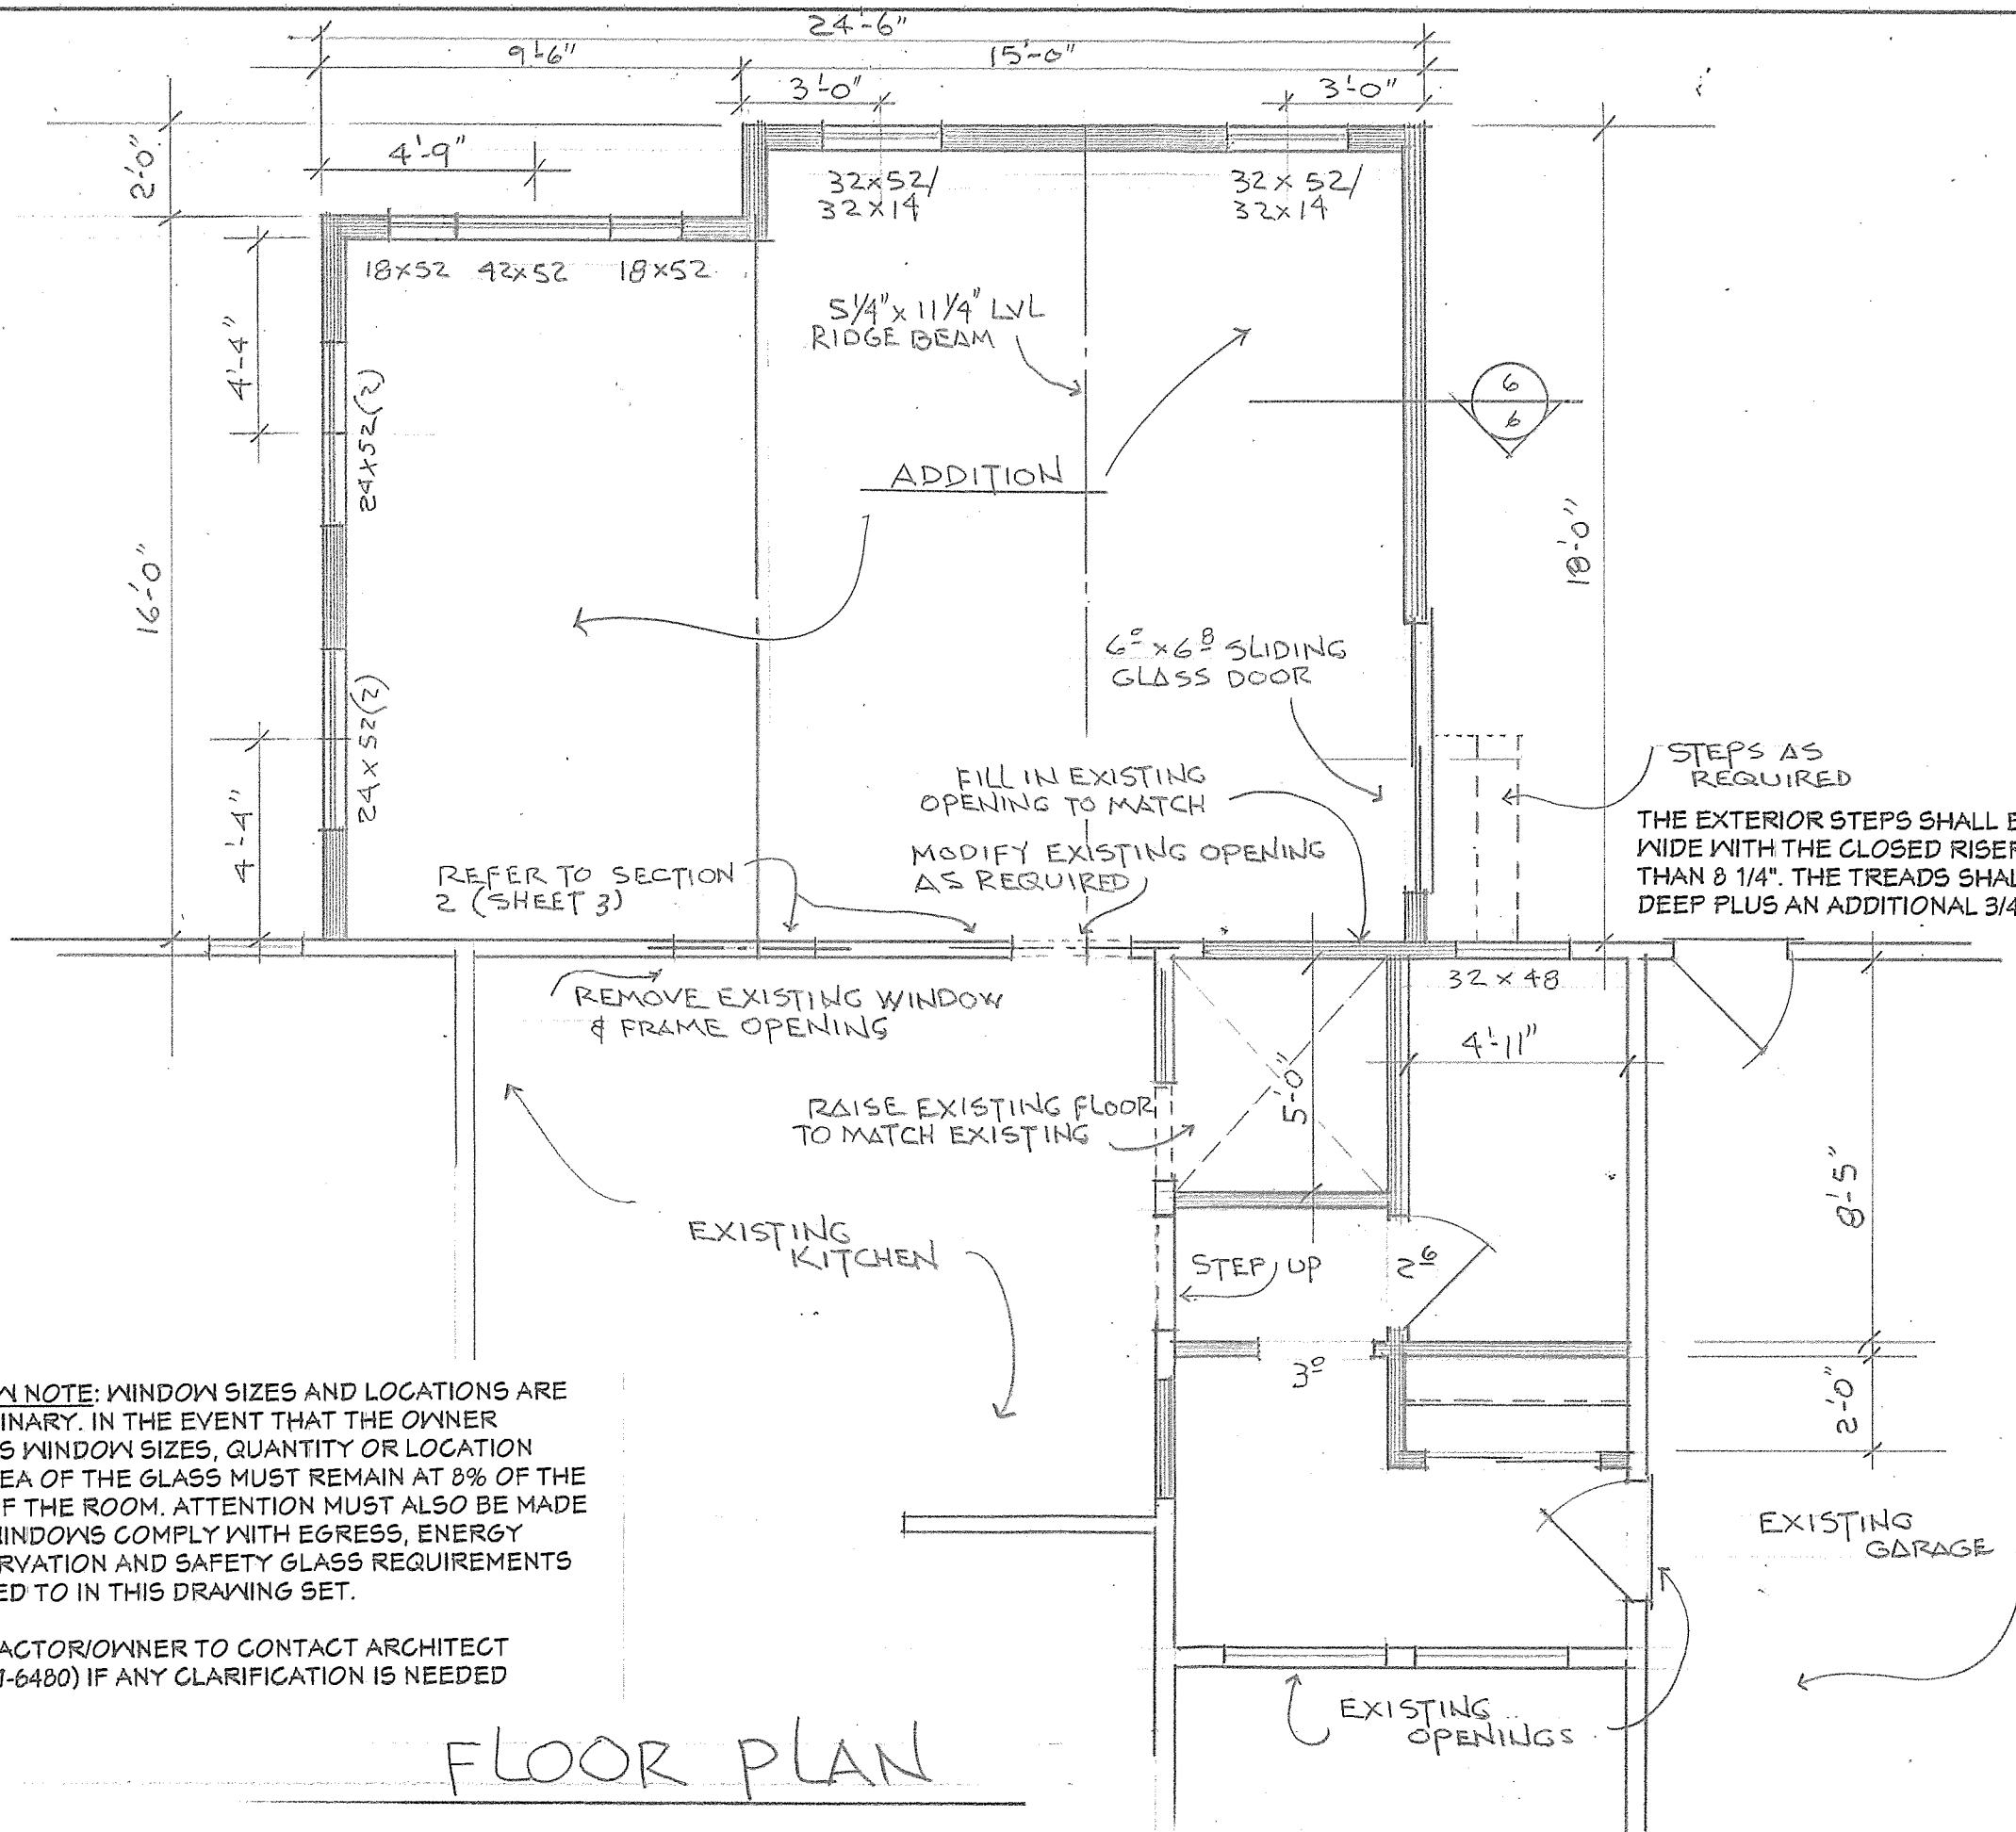 24'-6"
9'-6"
15'-0"
3'-0"
3'-0"
2'-0"
4'-9"
32x52/
32x14
32x52/
32x14
18x52 42x52 18x52
5 1/4" x 11 1/4" LVL
RIDGE BEAM
4'-4"
24x52(2)
6
6
ADDITION
16'-0"
18'-0"
6⁰ x 6⁸ SLIDING
GLASS DOOR
24x52(2)
4'-4"
FILL IN EXISTING
OPENING TO MATCH
STEPS AS
REQUIRED
THE EXTERIOR STEPS SHALL
WIDE WITH THE CLOSED RISER
THAN 8 1/4". THE TREADS
DEEP PLUS AN ADDITIONAL 3/4
MODIFY EXISTING OPENING
AS REQUIRED
REFER TO SECTION
2 (SHEET 3)
REMOVE EXISTING WINDOW
& FRAME OPENING
32 x 48
4'-11"
5'-0"
RAISE EXISTING FLOOR
TO MATCH EXISTING
8'-5"
EXISTING
KITCHEN
STEP UP
2⁶
3⁰
2'-0"
NOTE: WINDOW SIZES AND LOCATIONS ARE
INARY. IN THE EVENT THAT THE OWNER
S WINDOW SIZES, QUANTITY OR LOCATION
EA OF THE GLASS MUST REMAIN AT 8% OF THE
F THE ROOM. ATTENTION MUST ALSO BE MADE
INDOWS COMPLY WITH EGRESS, ENERGY
RVATION AND SAFETY GLASS REQUIREMENTS
ED TO IN THIS DRAWING SET.
ACTOR/OWNER TO CONTACT ARCHITECT
-6480) IF ANY CLARIFICATION IS NEEDED
EXISTING
GARAGE
EXISTING
OPENINGS
FLOOR PLAN